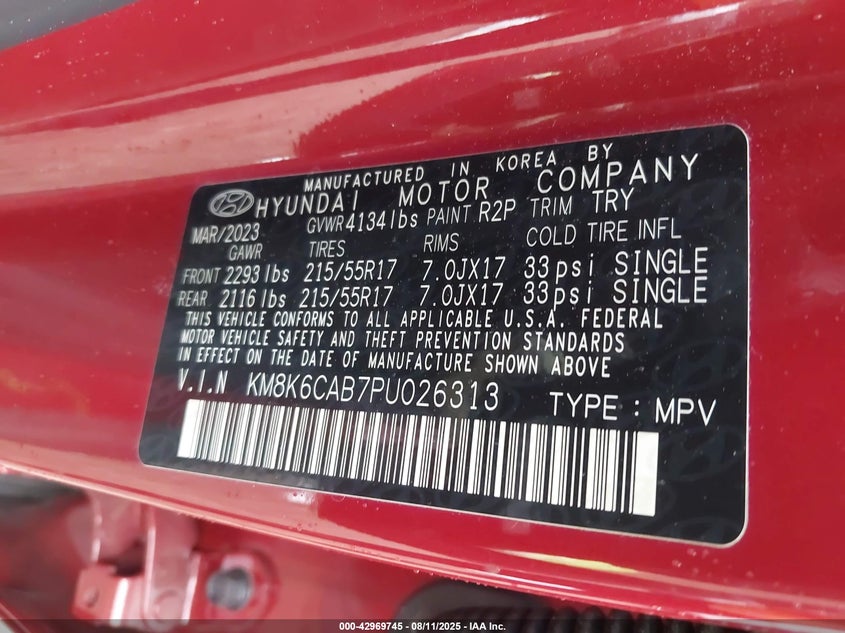 MANUFACTURED IN KOREA BY
HYUNDAI MOTOR COMPANY
MAR/2023 GVWR 4134lbs PAINT R2P TRIM TRY
GAWR TIRES RIMS COLD TIRE INFL
FRONT 2293lbs 215/55R17 7.0JX17 33psi SINGLE
REAR 2116lbs 215/55R17 7.0JX17 33psi SINGLE
THIS VEHICLE CONFORMS TO ALL APPLICABLE U.S.A. FEDERAL
MOTOR VEHICLE SAFETY AND THEFT PREVENTION STANDARDS
IN EFFECT ON THE DATE OF MANUFACTURE SHOWN ABOVE
V.I.N KM8K6CAB7PU026313 TYPE : MPV
000-42969745 - 08/11/2025 - IAA Inc.